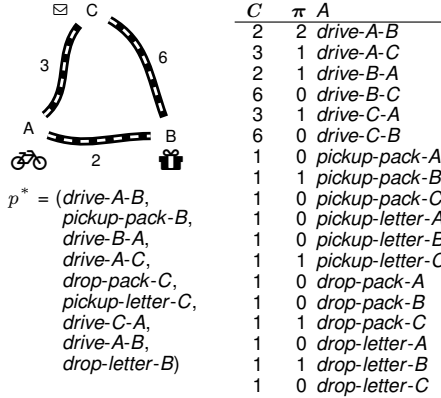 C
3
6
A
B
2
p* = (drive-A-B,
pickup-pack-B,
drive-B-A,
drive-A-C,
drop-pack-C,
pickup-letter-C,
drive-C-A,
drive-A-B,
drop-letter-B)
C π A
2 2 drive-A-B
3 1 drive-A-C
2 1 drive-B-A
6 0 drive-B-C
3 1 drive-C-A
6 0 drive-C-B
1 0 pickup-pack-A
1 1 pickup-pack-B
1 0 pickup-pack-C
1 0 pickup-letter-A
1 0 pickup-letter-B
1 1 pickup-letter-C
1 0 drop-pack-A
1 0 drop-pack-B
1 1 drop-pack-C
1 0 drop-letter-A
1 1 drop-letter-B
1 0 drop-letter-C